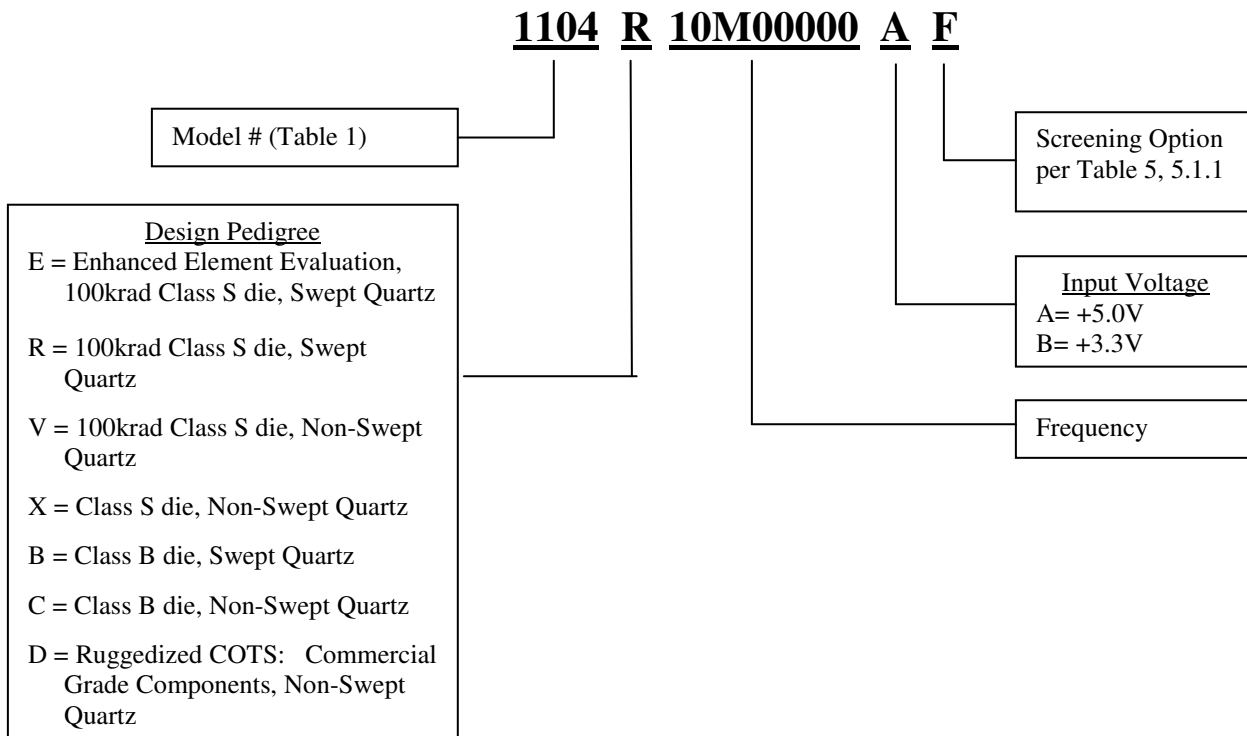 1104 R 10M00000 A F
Model # (Table 1)
Screening Option
per Table 5, 5.1.1
Design Pedigree
E = Enhanced Element Evaluation,
100krad Class S die, Swept Quartz
R = 100krad Class S die, Swept
Quartz
V = 100krad Class S die, Non-Swept
Quartz
X = Class S die, Non-Swept Quartz
B = Class B die, Swept Quartz
C = Class B die, Non-Swept Quartz
D = Ruggedized COTS: Commercial
Grade Components, Non-Swept
Quartz
Input Voltage
A= +5.0V
B= +3.3V
Frequency